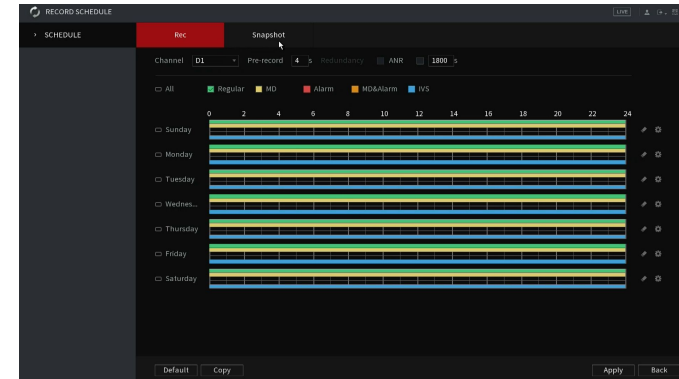 RECORD SCHEDULE LIVE
SCHEDULE Rec Snapshot
Channel D1 Pre-record 4 s Redundancy ANR 1800 s
All Regular MD Alarm MD&Alarm IVS
0 2 4 6 8 10 12 14 16 18 20 22 24
Sunday
Monday
Tuesday
Wednes...
Thursday
Friday
Saturday
Default Copy Apply Back